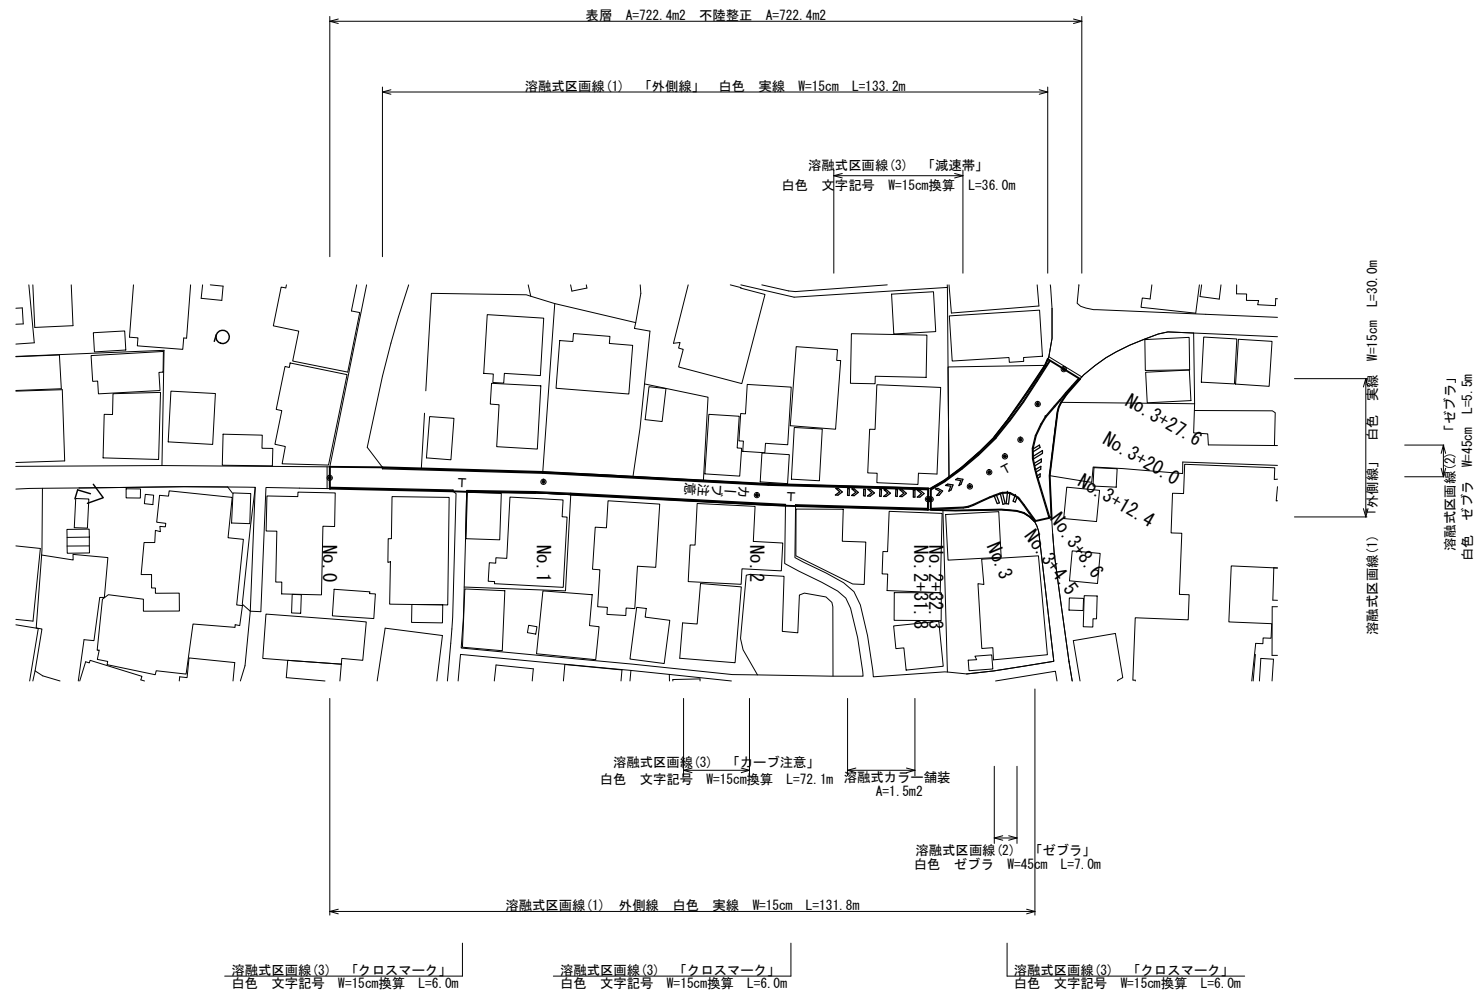 表層 A=722.4m2 不陸整正 A=722.4m2
溶融式区画線(1) 「外側線」 白色 実線 W=15cm L=133.2m
溶融式区画線(3) 「減速帯」
白色 文字記号 W=15cm換算 L=36.0m
溶融式区画線(1) 「外側線」 白色 実線 W=15cm L=30.0m
溶融式区画線(2) 「ゼブラ」
白色 ゼブラ W=45cm L=5.5m
No.3+27.6
No.3+20.0
No.3+12.4
No.3+8.6
No.3+4.5
カーブ注意
No.0
No.1
No.2
No.2+31.8
No.2+32.3
No.3
溶融式区画線(3) 「カーブ注意」
白色 文字記号 W=15cm換算 L=72.1m
溶融式カラー舗装
A=1.5m2
溶融式区画線(2) 「ゼブラ」
白色 ゼブラ W=45cm L=7.0m
溶融式区画線(1) 外側線 白色 実線 W=15cm L=131.8m
溶融式区画線(3) 「クロスマーク」
白色 文字記号 W=15cm換算 L=6.0m
溶融式区画線(3) 「クロスマーク」
白色 文字記号 W=15cm換算 L=6.0m
溶融式区画線(3) 「クロスマーク」
白色 文字記号 W=15cm換算 L=6.0m